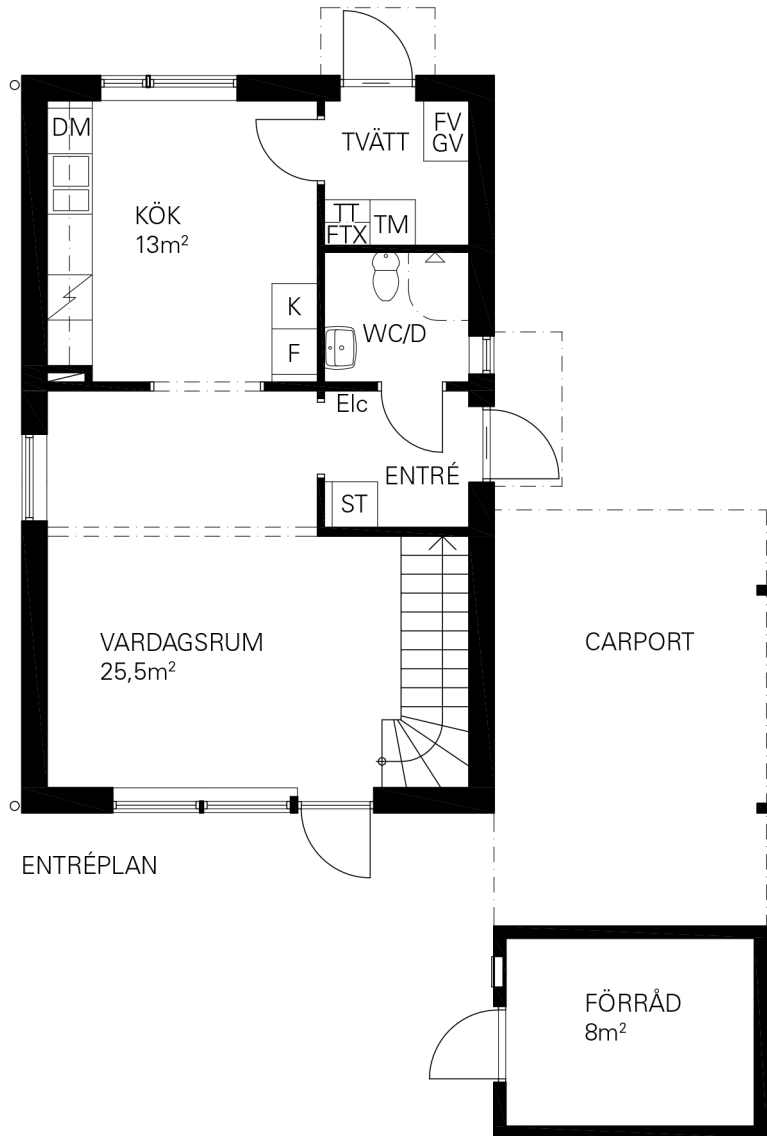 DM
FV
GV
TVÄTT
KÖK
13m²
TT
FTX
TM
K
WC/D
F
Elc
ENTRÉ
ST
VARDAGSRUM
25,5m²
CARPORT
ENTRÉPLAN
FÖRRÅD
8m²